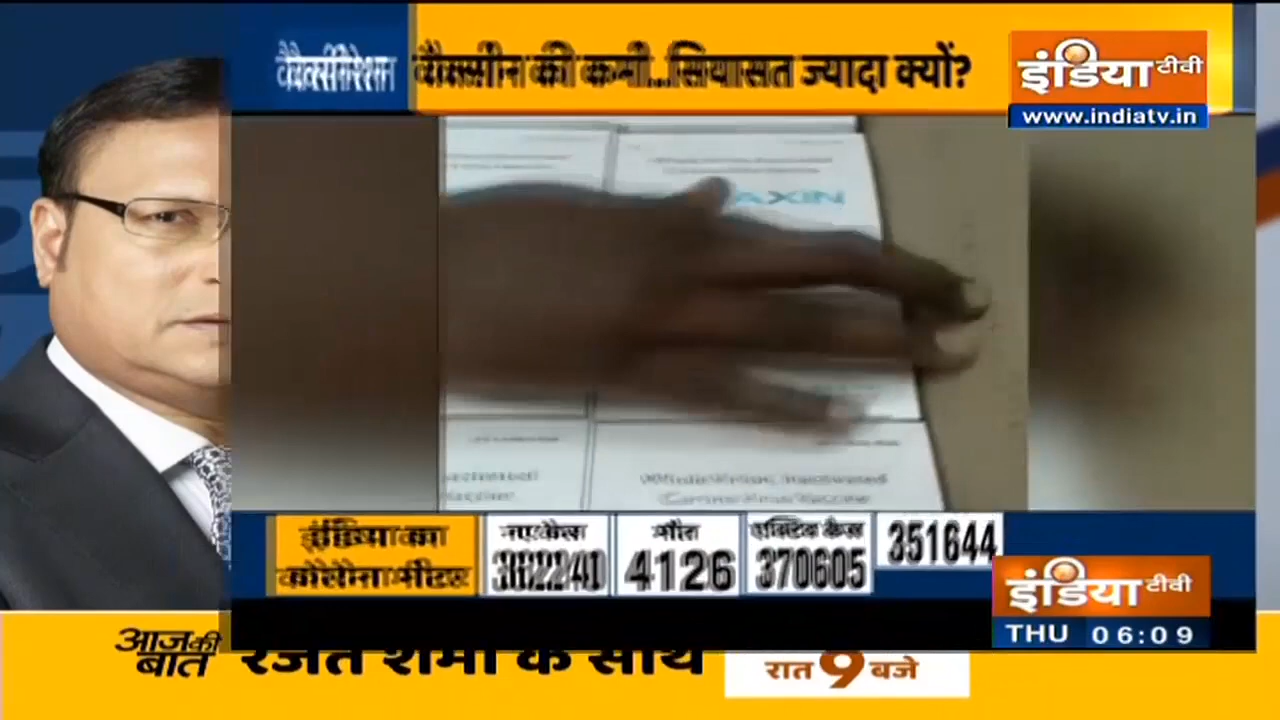 वैक्सीनेशन
वैक्सीन की कमी...सियासत ज्यादा क्यों?
इंडिया टीवी
www.indiatv.in
AXIN
इंडिया का
कोरोना मीटर
नए केस
मौत
4126
एक्टिव केस
370605
351644
इंडिया टीवी
THU 06:09
आज की
बात
रजत शर्मा के साथ
रात 9 बजे